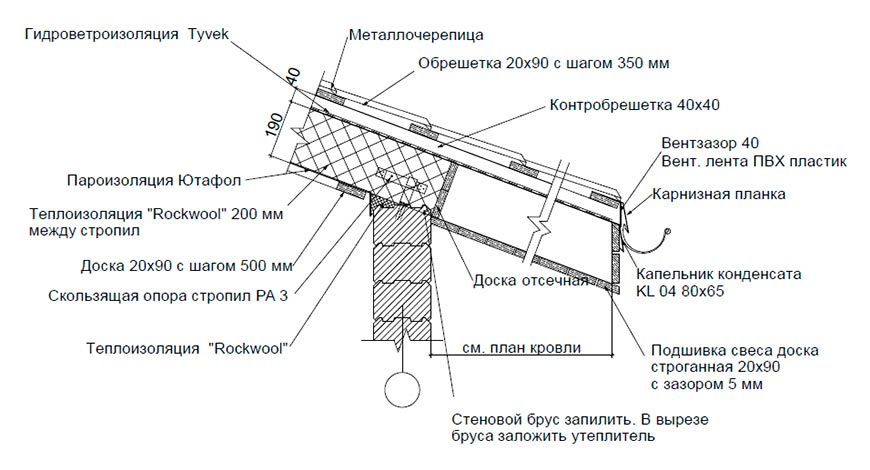 Гидроветроизоляция Tyvek
Металлочерепица
Обрешетка 20х90 с шагом 350 мм
40
190
Контробрешетка 40х40
Вентзазор 40
Вент. лента ПВХ пластик
Пароизоляция Ютафол
Карнизная планка
Теплоизоляция "Rockwool" 200 мм
между стропил
Доска 20х90 с шагом 500 мм
Доска отсечная
Капельник конденсата
KL 04 80х65
Скользящая опора стропил РА 3
Теплоизоляция "Rockwool"
см. план кровли
Подшивка свеса доска
строганная 20х90
с зазором 5 мм
Стеновой брус запилить. В вырезе
бруса заложить утеплитель